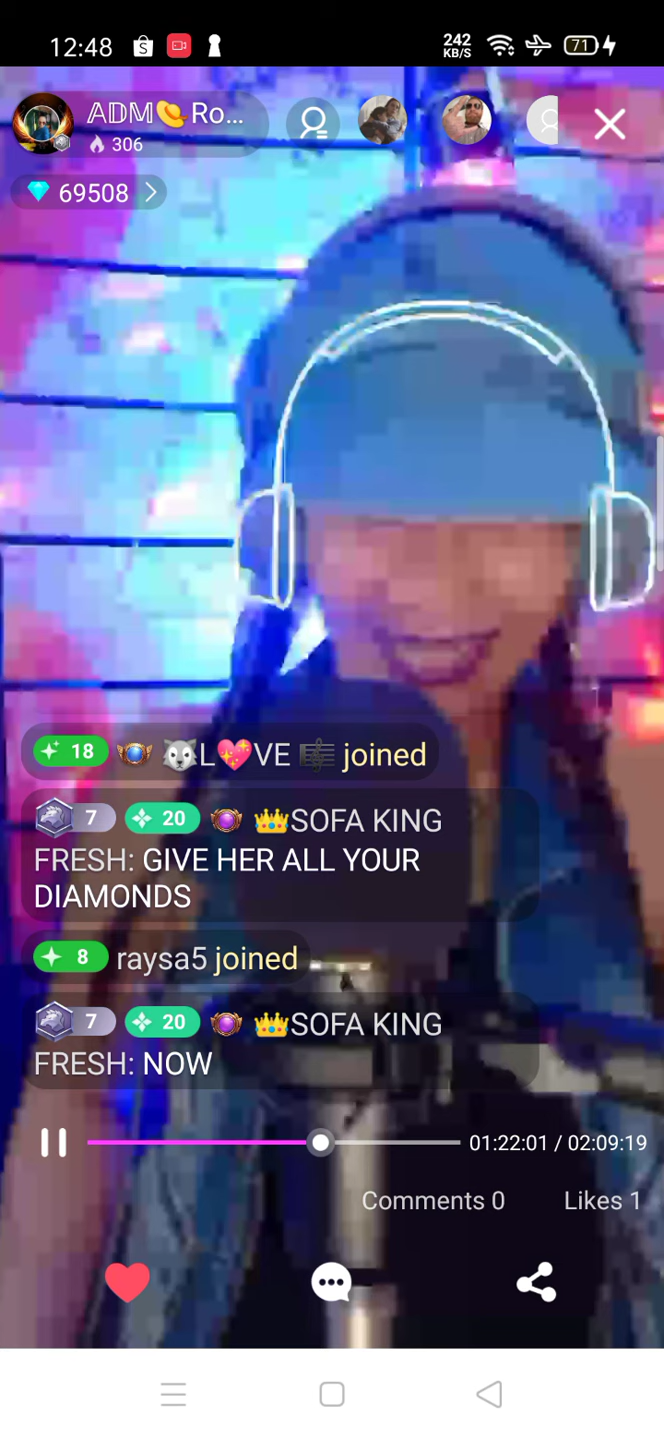 12:48
242
KB/S
71
𝔸𝔻𝕄👒Ro...
306
69508
18 🐺L💖VE 🎼 joined
7 20 👑SOFA KING
FRESH: GIVE HER ALL YOUR
DIAMONDS
8 raysa5 joined
7 20 👑SOFA KING
FRESH: NOW
01:22:01 / 02:09:19
Comments 0 Likes 1